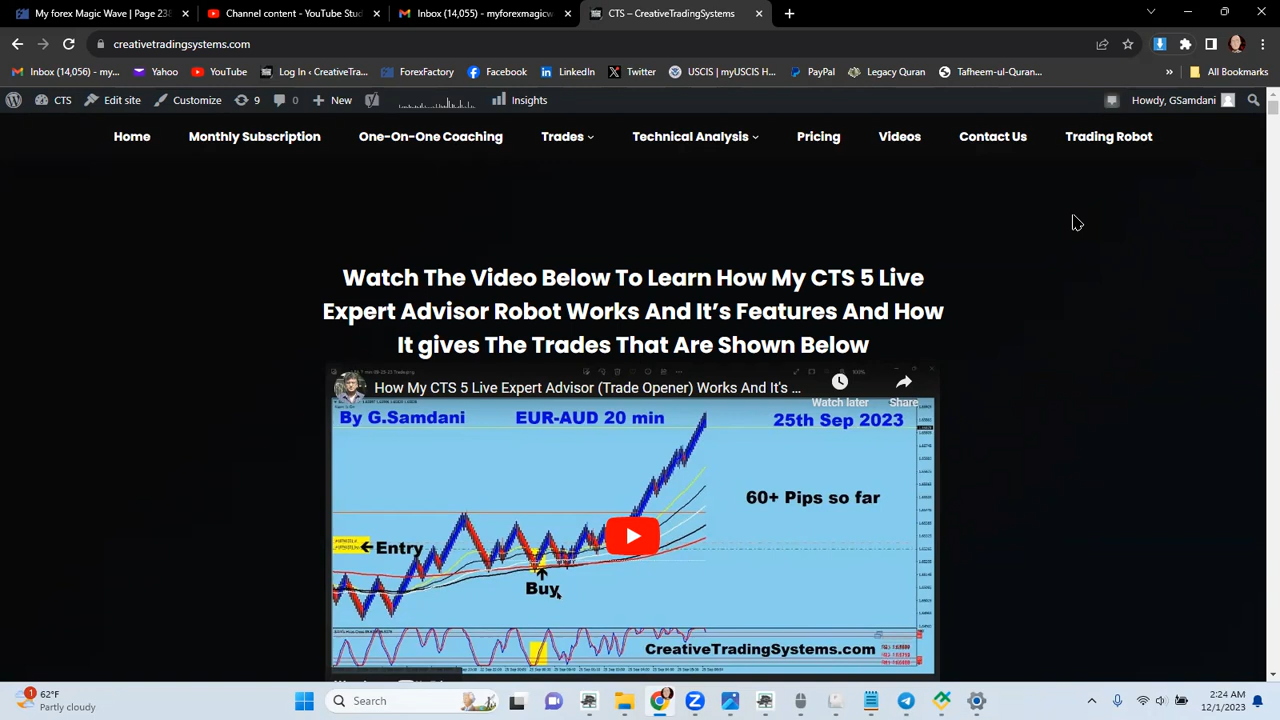 My forex Magic Wave | Page 238
Channel content - YouTube Stud
Inbox (14,055) - myforexmagicw
CTS – CreativeTradingSystems
creativetradingsystems.com
Inbox (14,056) - my...
Yahoo
YouTube
Log In ‹ CreativeTra...
ForexFactory
Facebook
LinkedIn
Twitter
USCIS | myUSCIS H...
PayPal
Legacy Quran
Tafheem-ul-Quran...
»
All Bookmarks
CTS
Edit site
Customize
9
0
New
Insights
Howdy, GSamdani
Home
Monthly Subscription
One-On-One Coaching
Trades
Technical Analysis
Pricing
Videos
Contact Us
Trading Robot
Watch The Video Below To Learn How My CTS 5 Live
Expert Advisor Robot Works And It's Features And How
It gives The Trades That Are Shown Below
How My CTS 5 Live Expert Advisor (Trade Opener) Works And It's ...
Watch later
Share
By G.Samdani
EUR-AUD 20 min
25th Sep 2023
60+ Pips so far
←Entry
Buy
CreativeTradingSystems.com
1
62°F
Partly cloudy
Search
2:24 AM
12/1/2023